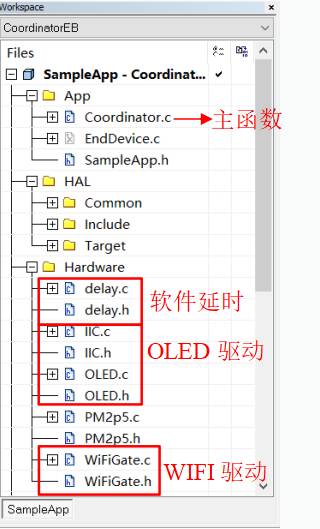 Workspace
CoordinatorEB
Files
SampleApp - Coordinat...
App
Coordinator.c 主函数
EndDevice.c
SampleApp.h
HAL
Common
Include
Target
Hardware
delay.c
delay.h
软件延时
IIC.c
IIC.h
OLED.c
OLED.h
OLED 驱动
PM2p5.c
PM2p5.h
WiFiGate.c
WiFiGate.h
WIFI 驱动
SampleApp